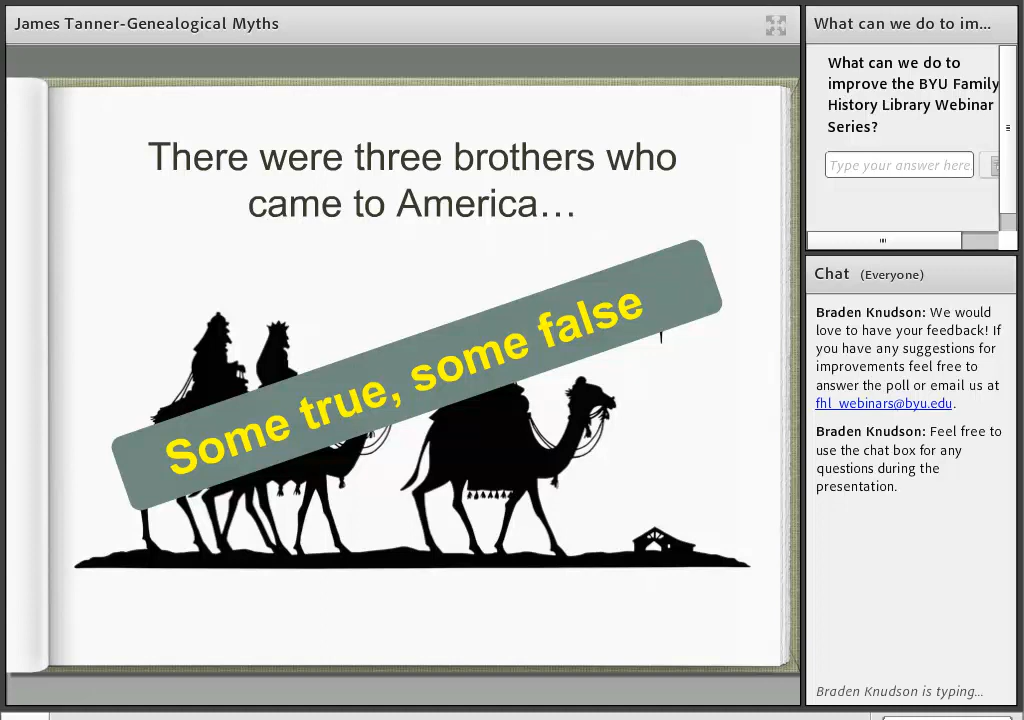 James Tanner-Genealogical Myths
There were three brothers who
came to America…
Some true, some false
What can we do to im...
What can we do to
improve the BYU Family
History Library Webinar
Series?
Type your answer here
Chat (Everyone)
Braden Knudson: We would
love to have your feedback! If
you have any suggestions for
improvements feel free to
answer the poll or email us at
fhl_webinars@byu.edu.
Braden Knudson: Feel free to
use the chat box for any
questions during the
presentation.
Braden Knudson is typing...